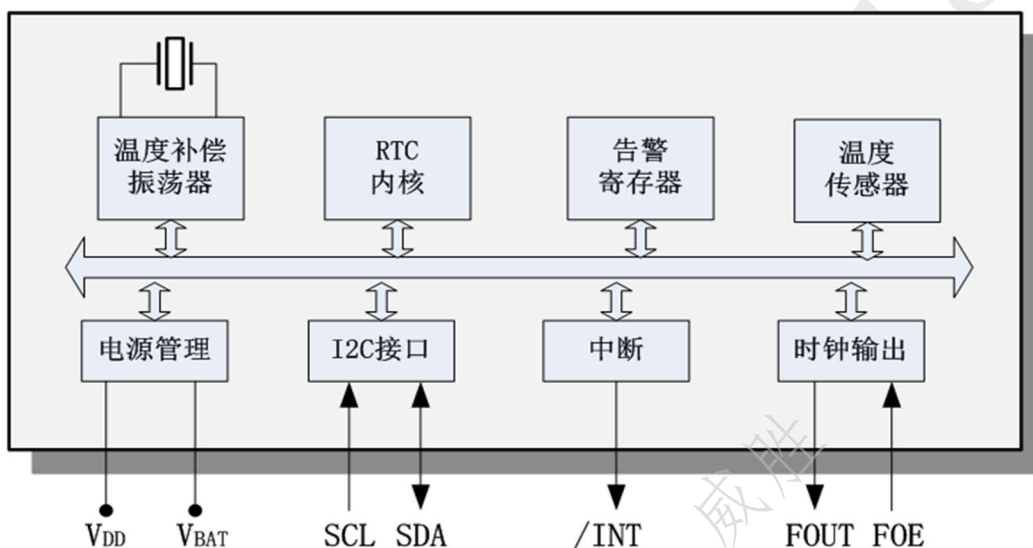 温度补偿
振荡器
RTC
内核
告警
寄存器
温度
传感器
电源管理
I2C接口
中断
时钟输出
威胜
VDD VBAT SCL SDA /INT FOUT FOE